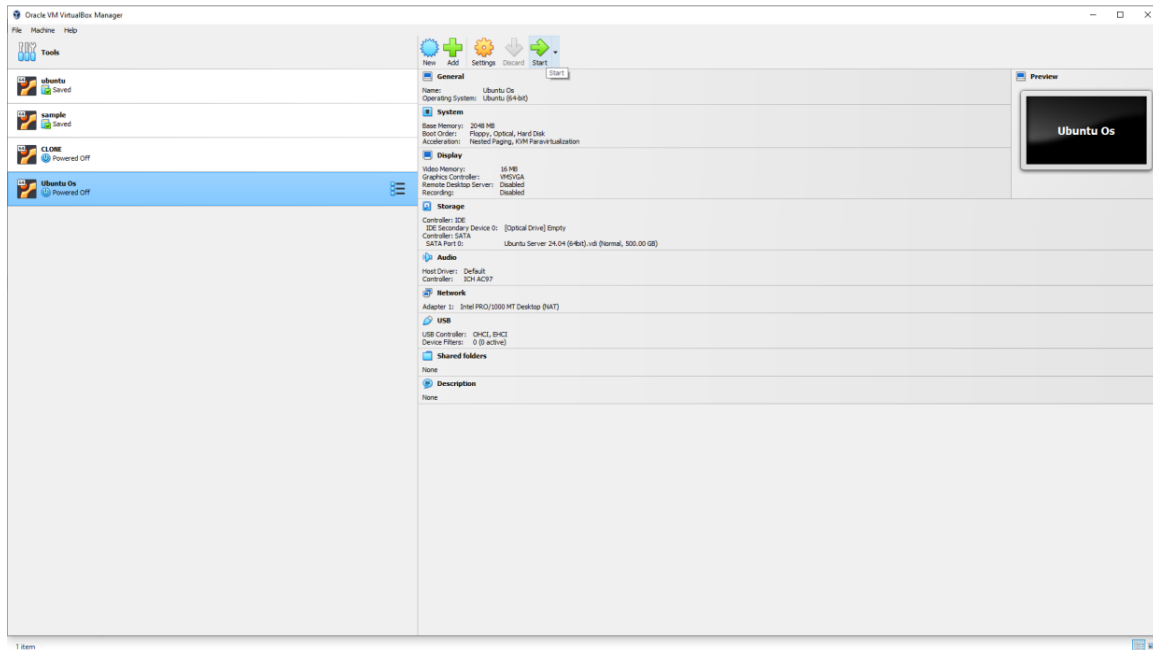 Oracle VM VirtualBox Manager
File Machine Help
Tools
ubuntu
Saved
sample
Saved
CLONE
Powered Off
Ubuntu Os
Powered Off
New Add Settings Discard Start
Start
General
Name: Ubuntu Os
Operating System: Ubuntu (64-bit)
System
Base Memory: 2048 MB
Boot Order: Floppy, Optical, Hard Disk
Acceleration: Nested Paging, KVM Paravirtualization
Display
Video Memory: 16 MB
Graphics Controller: VMSVGA
Remote Desktop Server: Disabled
Recording: Disabled
Storage
Controller: IDE
IDE Secondary Device 0: [Optical Drive] Empty
Controller: SATA
SATA Port 0: Ubuntu Server 24.04 (64bit).vdi (Normal, 500.00 GB)
Audio
Host Driver: Default
Controller: ICH AC97
Network
Adapter 1: Intel PRO/1000 MT Desktop (NAT)
USB
USB Controller: OHCI, EHCI
Device Filters: 0 (0 active)
Shared folders
None
Description
None
Preview
Ubuntu Os
1 item